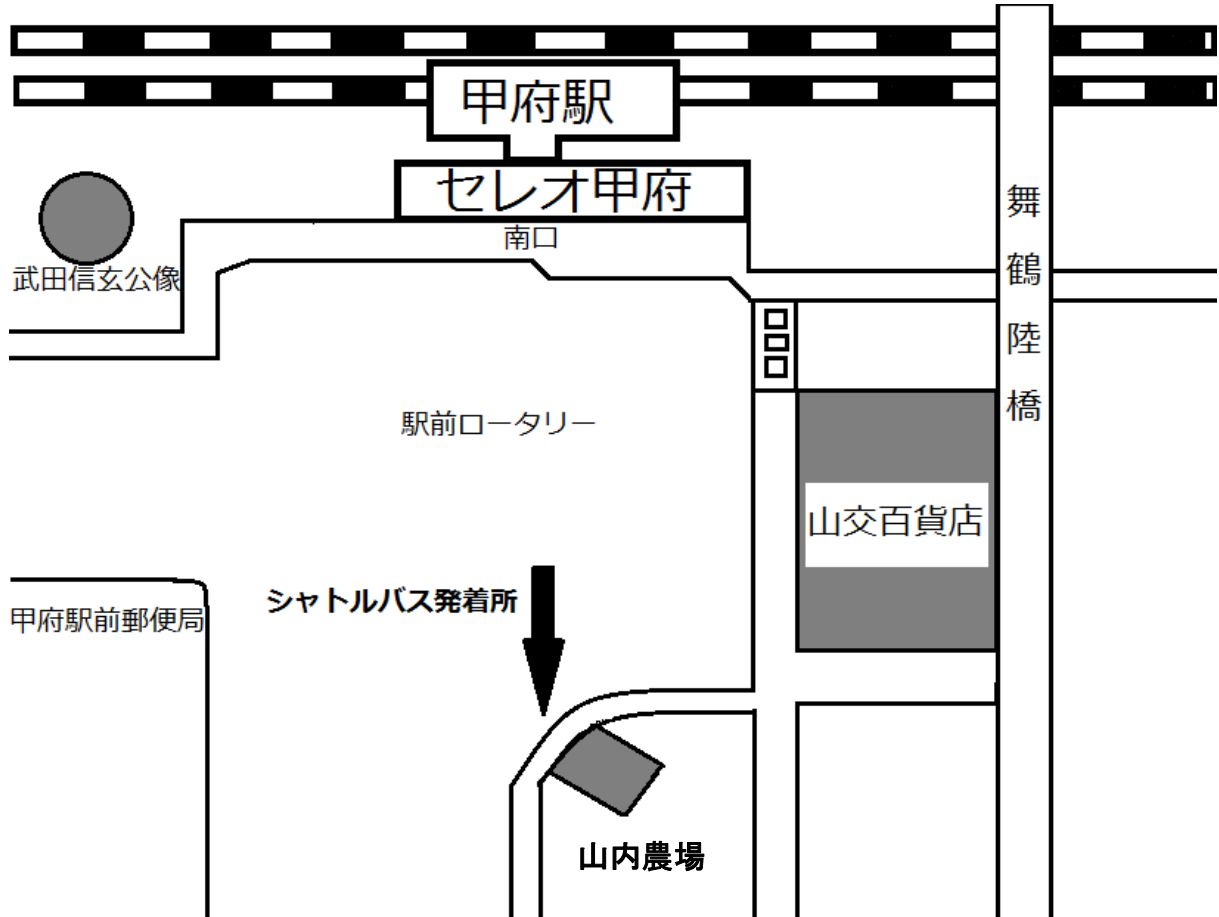 甲府駅
セレオ甲府
南口
武田信玄公像
舞鶴陸橋
駅前ロータリー
山交百貨店
シャトルバス発着所
甲府駅前郵便局
山内農場